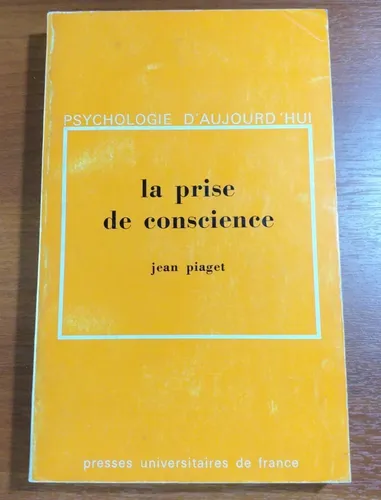 PSYCHOLOGIE D'AUJOURD'HUI
la prise
de conscience
jean piaget
presses universitaires de france